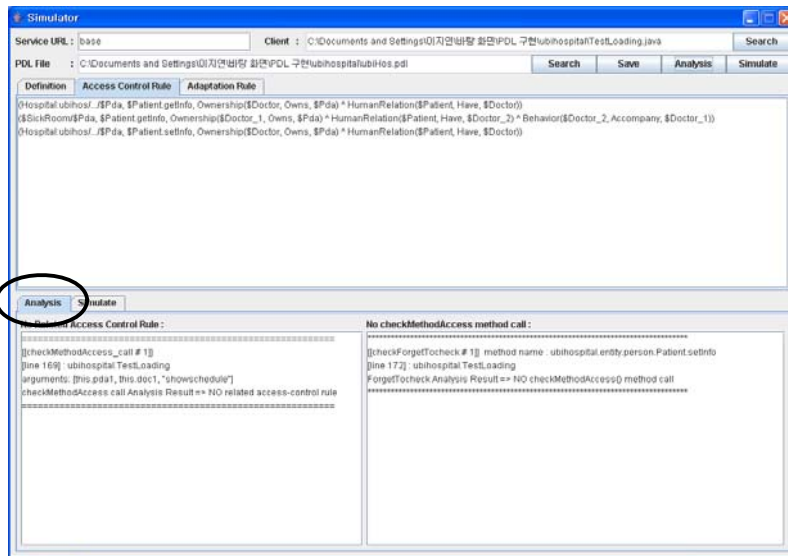 Simulator
Service URL : base Client : C:\Documents and Settings\이지연\바탕 화면\PDL 구현\ubihospital\TestLoading.java Search
PDL File : C:\Documents and Settings\이지연\바탕 화면\PDL 구현\ubihospital\ubiHos.pdl Search Save Analysis Simulate
Definition Access Control Rule Adaptation Rule
(Hospital:ubihos/../$Pda, $Patient.getInfo, Ownership($Doctor, Owns, $Pda) ^ HumanRelation($Patient, Have, $Doctor))
($SickRoom/$Pda, $Patient.getInfo, Ownership($Doctor_1, Owns, $Pda) ^ HumanRelation($Patient, Have, $Doctor_2) ^ Behavior($Doctor_2, Accompany, $Doctor_1))
(Hospital:ubihos/../$Pda, $Patient.setInfo, Ownership($Doctor, Owns, $Pda) ^ HumanRelation($Patient, Have, $Doctor))
Analysis Simulate
No Related Access Control Rule : No checkMethodAccess method call :
[[checkMethodAccess_call # 1]]
[line 169] : ubihospital.TestLoading
arguments: [this.pda1, this.doc1, "showschedule"]
checkMethodAccess call Analysis Result => NO related access-control rule
[[checkForgetTocheck # 1]] method name : ubihospital.entity.person.Patient.setInfo
[line 172] : ubihospital.TestLoading
ForgetTocheck Analysis Result => NO checkMethodAccess() method call